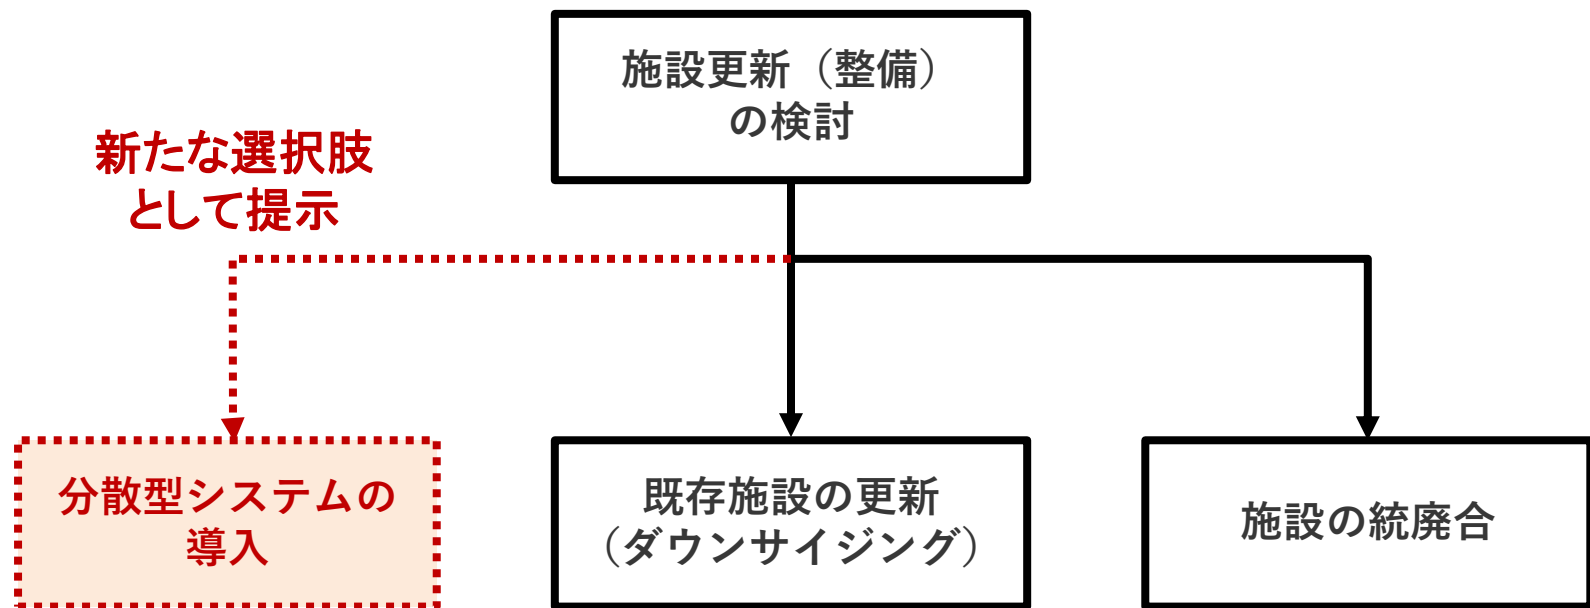 施設更新（整備）
の検討
新たな選択肢
として提示
分散型システムの
導入
既存施設の更新
（ダウンサイジング）
施設の統廃合